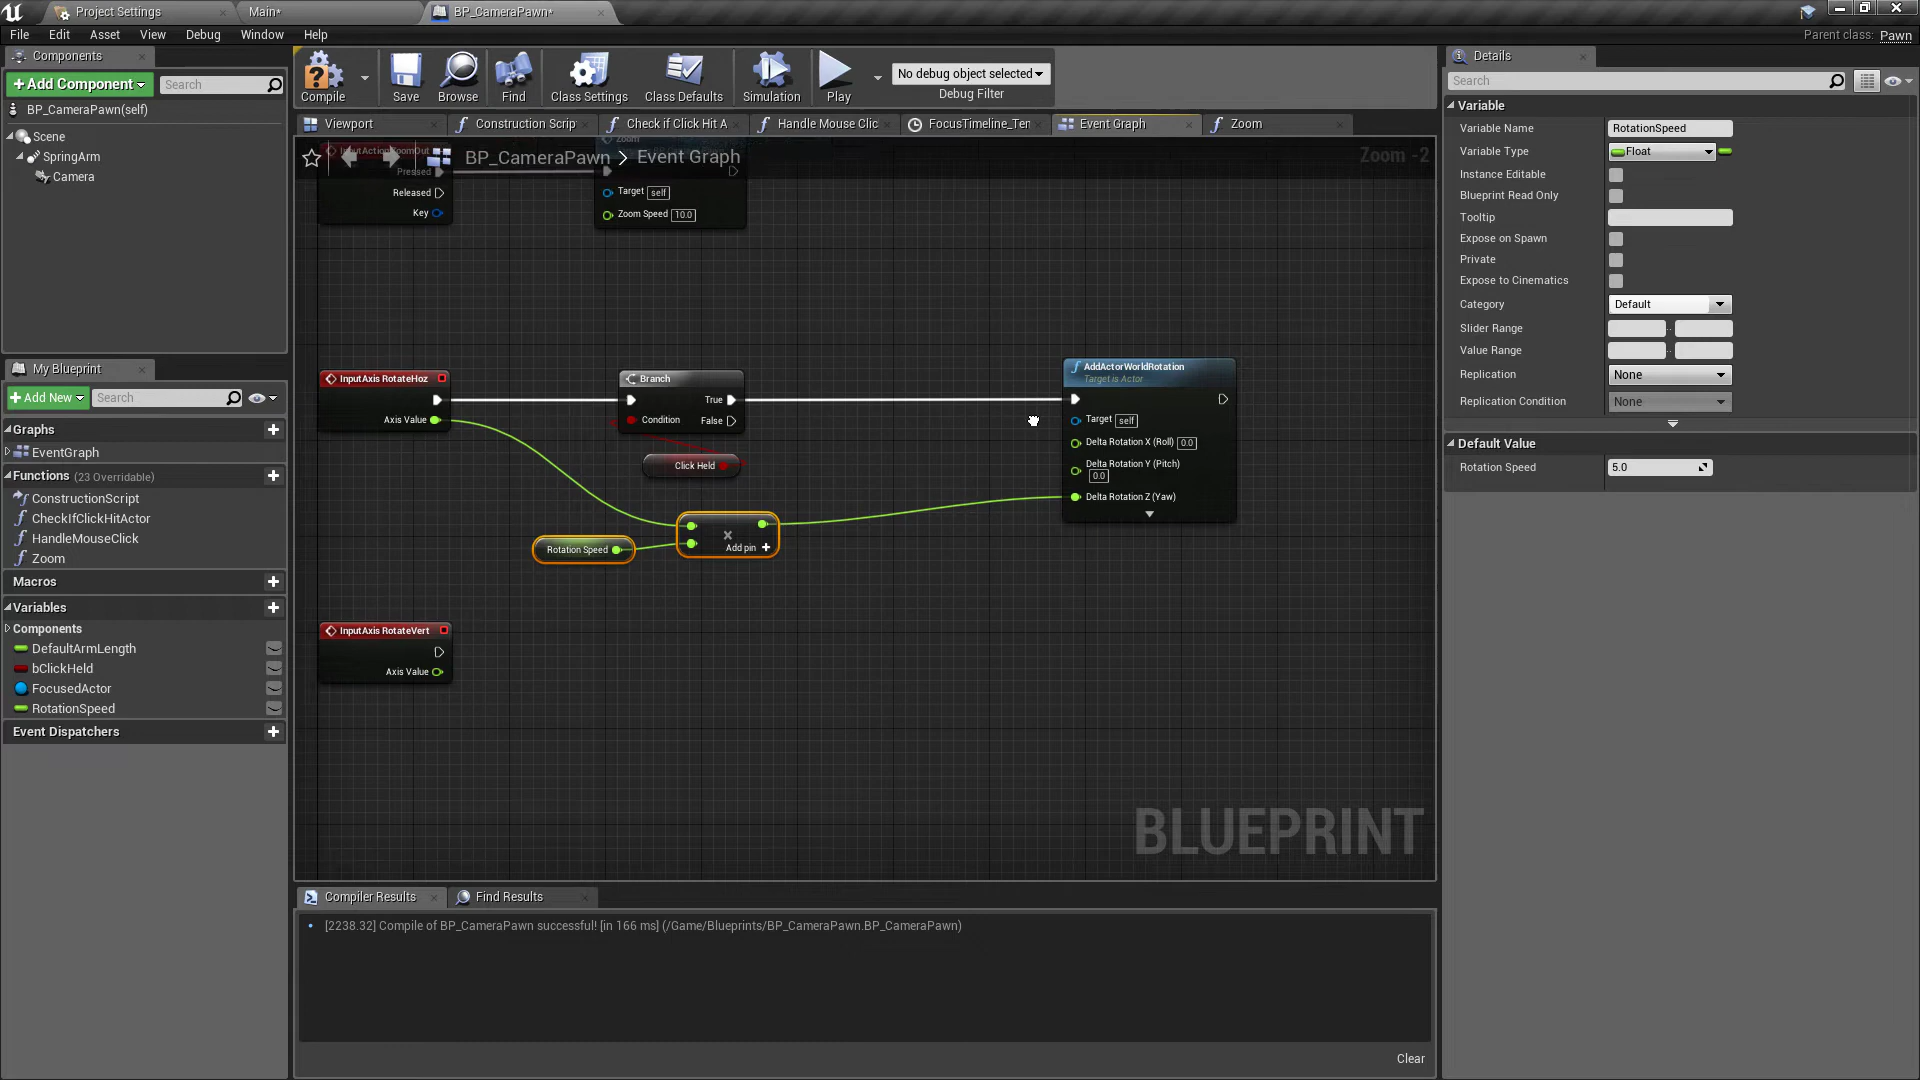 Project Settings
Main*
BP_CameraPawn*
File Edit Asset View Debug Window Help
Parent class: Pawn
Components
+Add Component
Search
BP_CameraPawn(self)
Scene
SpringArm
Camera
My Blueprint
+Add New
Search
Graphs
EventGraph
Functions (23 Overridable)
ConstructionScript
CheckIfClickHitActor
HandleMouseClick
Zoom
Macros
Variables
Components
DefaultArmLength
bClickHeld
FocusedActor
RotationSpeed
Event Dispatchers
Compile
Save
Browse
Find
Class Settings
Class Defaults
Simulation
Play
No debug object selected
Debug Filter
Viewport
Construction Scrip
Check if Click Hit A
Handle Mouse Clic
FocusTimeline_Ten
Event Graph
Zoom
BP_CameraPawn > Event Graph
Zoom -2
InputAction ZoomOut
Pressed
Released
Key
Zoom
Target self
Zoom Speed 10.0
InputAxis RotateHoz
Axis Value
Branch
True
Condition False
Click Held
Rotation Speed
Add pin +
AddActorWorldRotation
Target is Actor
Target self
Delta Rotation X (Roll) 0.0
Delta Rotation Y (Pitch)
0.0
Delta Rotation Z (Yaw)
InputAxis RotateVert
Axis Value
BLUEPRINT
Compiler Results
Find Results
[2238.32] Compile of BP_CameraPawn successful! [in 166 ms] (/Game/Blueprints/BP_CameraPawn.BP_CameraPawn)
Clear
Details
Search
Variable
Variable Name RotationSpeed
Variable Type Float
Instance Editable
Blueprint Read Only
Tooltip
Expose on Spawn
Private
Expose to Cinematics
Category Default
Slider Range
Value Range
Replication None
Replication Condition None
Default Value
Rotation Speed 5.0